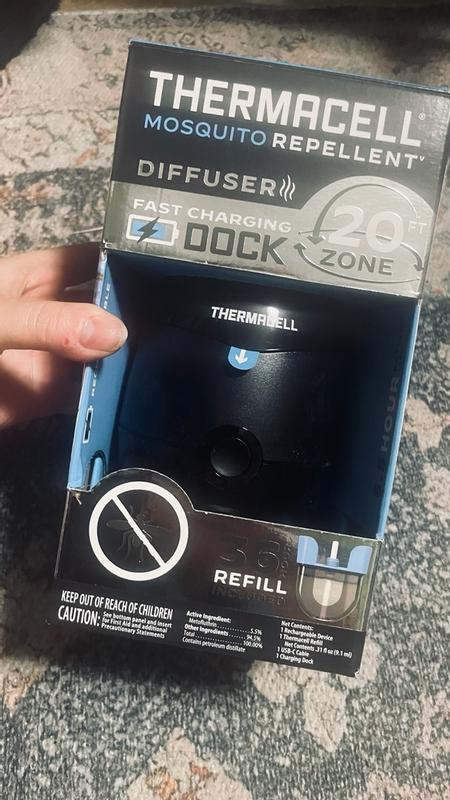 THERMACELL®
MOSQUITO REPELLENT
DIFFUSER
FAST CHARGING
DOCK
20 FT
ZONE
THERMACELL
36
REFILL
INCLUDED
KEEP OUT OF REACH OF CHILDREN
CAUTION: See bottom panel and insert
for First Aid and additional
Precautionary Statements
Active Ingredient:
Metofluthrin..................5.5%
Other Ingredients..........94.5%
Total..........................100.00%
Contains petroleum distillate
Net Contents:
1 Rechargeable Device
1 Thermacell Refill
Net Contents .31 fl oz (9.1 ml)
1 USB-C Cable
1 Charging Dock